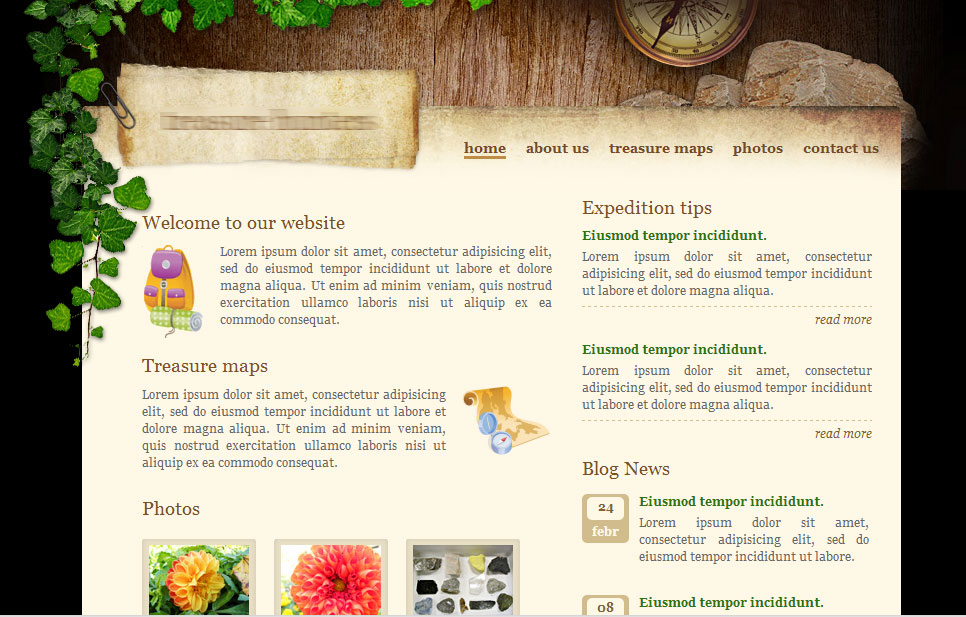 home about us treasure maps photos contact us
Welcome to our website
Lorem ipsum dolor sit amet, consectetur adipisicing elit,
sed do eiusmod tempor incididunt ut labore et dolore
magna aliqua. Ut enim ad minim veniam, quis nostrud
exercitation ullamco laboris nisi ut aliquip ex ea
commodo consequat.
Treasure maps
Lorem ipsum dolor sit amet, consectetur adipisicing
elit, sed do eiusmod tempor incididunt ut labore et
dolore magna aliqua. Ut enim ad minim veniam,
quis nostrud exercitation ullamco laboris nisi ut
aliquip ex ea commodo consequat.
Photos
Expedition tips
Eiusmod tempor incididunt.
Lorem ipsum dolor sit amet, consectetur
adipisicing elit, sed do eiusmod tempor incididunt
ut labore et dolore magna aliqua.
read more
Eiusmod tempor incididunt.
Lorem ipsum dolor sit amet, consectetur
adipisicing elit, sed do eiusmod tempor incididunt
ut labore et dolore magna aliqua.
read more
Blog News
24
febr
Eiusmod tempor incididunt.
Lorem ipsum dolor sit amet,
consectetur adipisicing elit, sed do
eiusmod tempor incididunt ut labore.
08
Eiusmod tempor incididunt.